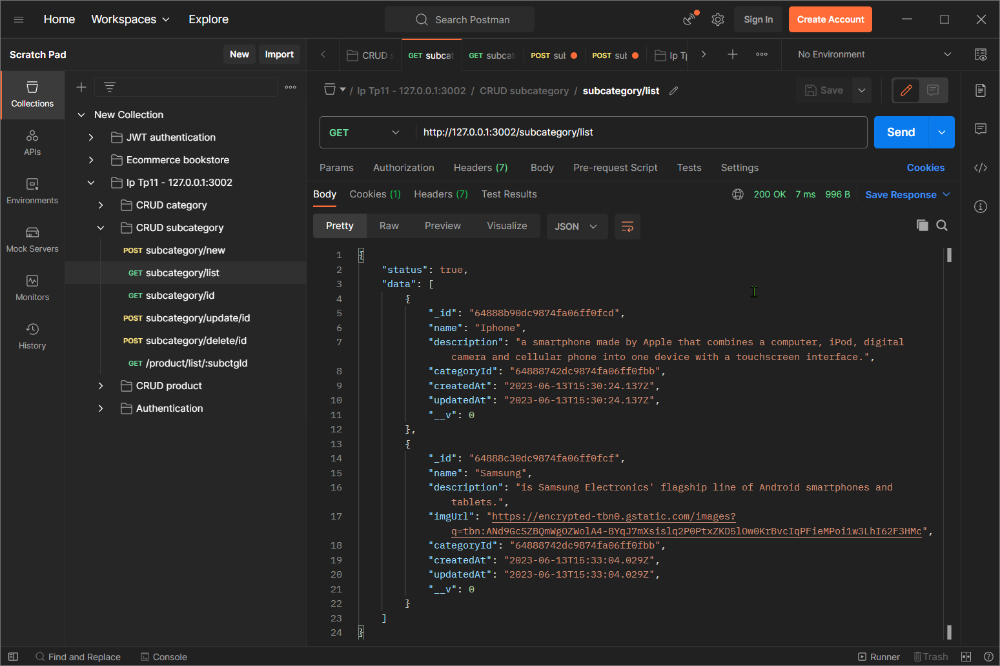 Home Workspaces Explore Search Postman Sign In Create Account
Scratch Pad New Import
CRUD s GET subcat GET subcat POST sul POST sul Ip T No Environment
Collections
APIs
Environments
Mock Servers
Monitors
History
New Collection
JWT authentication
Ecommerce bookstore
Ip Tp11 - 127.0.0.1:3002
CRUD category
CRUD subcategory
POST subcategory/new
GET subcategory/list
GET subcategory/id
POST subcategory/update/id
POST subcategory/delete/id
GET /product/list/:subctgId
CRUD product
Authentication
/ Ip Tp11 - 127.0.0.1:3002 / CRUD subcategory / subcategory/list Save
GET http://127.0.0.1:3002/subcategory/list Send
Params Authorization Headers (7) Body Pre-request Script Tests Settings Cookies
Body Cookies (1) Headers (7) Test Results 200 OK 7 ms 996 B Save Response
Pretty Raw Preview Visualize JSON
1 {
2 "status": true,
3 "data": [
4 {
5 "_id": "64888b90dc9874fa06ff0fcd",
6 "name": "Iphone",
7 "description": "a smartphone made by Apple that combines a computer, iPod, digital
camera and cellular phone into one device with a touchscreen interface.",
8 "categoryId": "64888742dc9874fa06ff0fbb",
9 "createdAt": "2023-06-13T15:30:24.137Z",
10 "updatedAt": "2023-06-13T15:30:24.137Z",
11 "__v": 0
12 },
13 {
14 "_id": "64888c30dc9874fa06ff0fcf",
15 "name": "Samsung",
16 "description": "is Samsung Electronics' flagship line of Android smartphones and
tablets.",
17 "imgUrl": "https://encrypted-tbn0.gstatic.com/images?
q=tbn:ANd9GcSZBQmWgOZWolA4-BYqJ7mXsislq2P0PtxZKD5lOw0KrBvcIqPFieMPoi1w3LhI62F3HMc",
18 "categoryId": "64888742dc9874fa06ff0fbb",
19 "createdAt": "2023-06-13T15:33:04.029Z",
20 "updatedAt": "2023-06-13T15:33:04.029Z",
21 "__v": 0
22 }
23 ]
24 }
Find and Replace Console Runner Trash